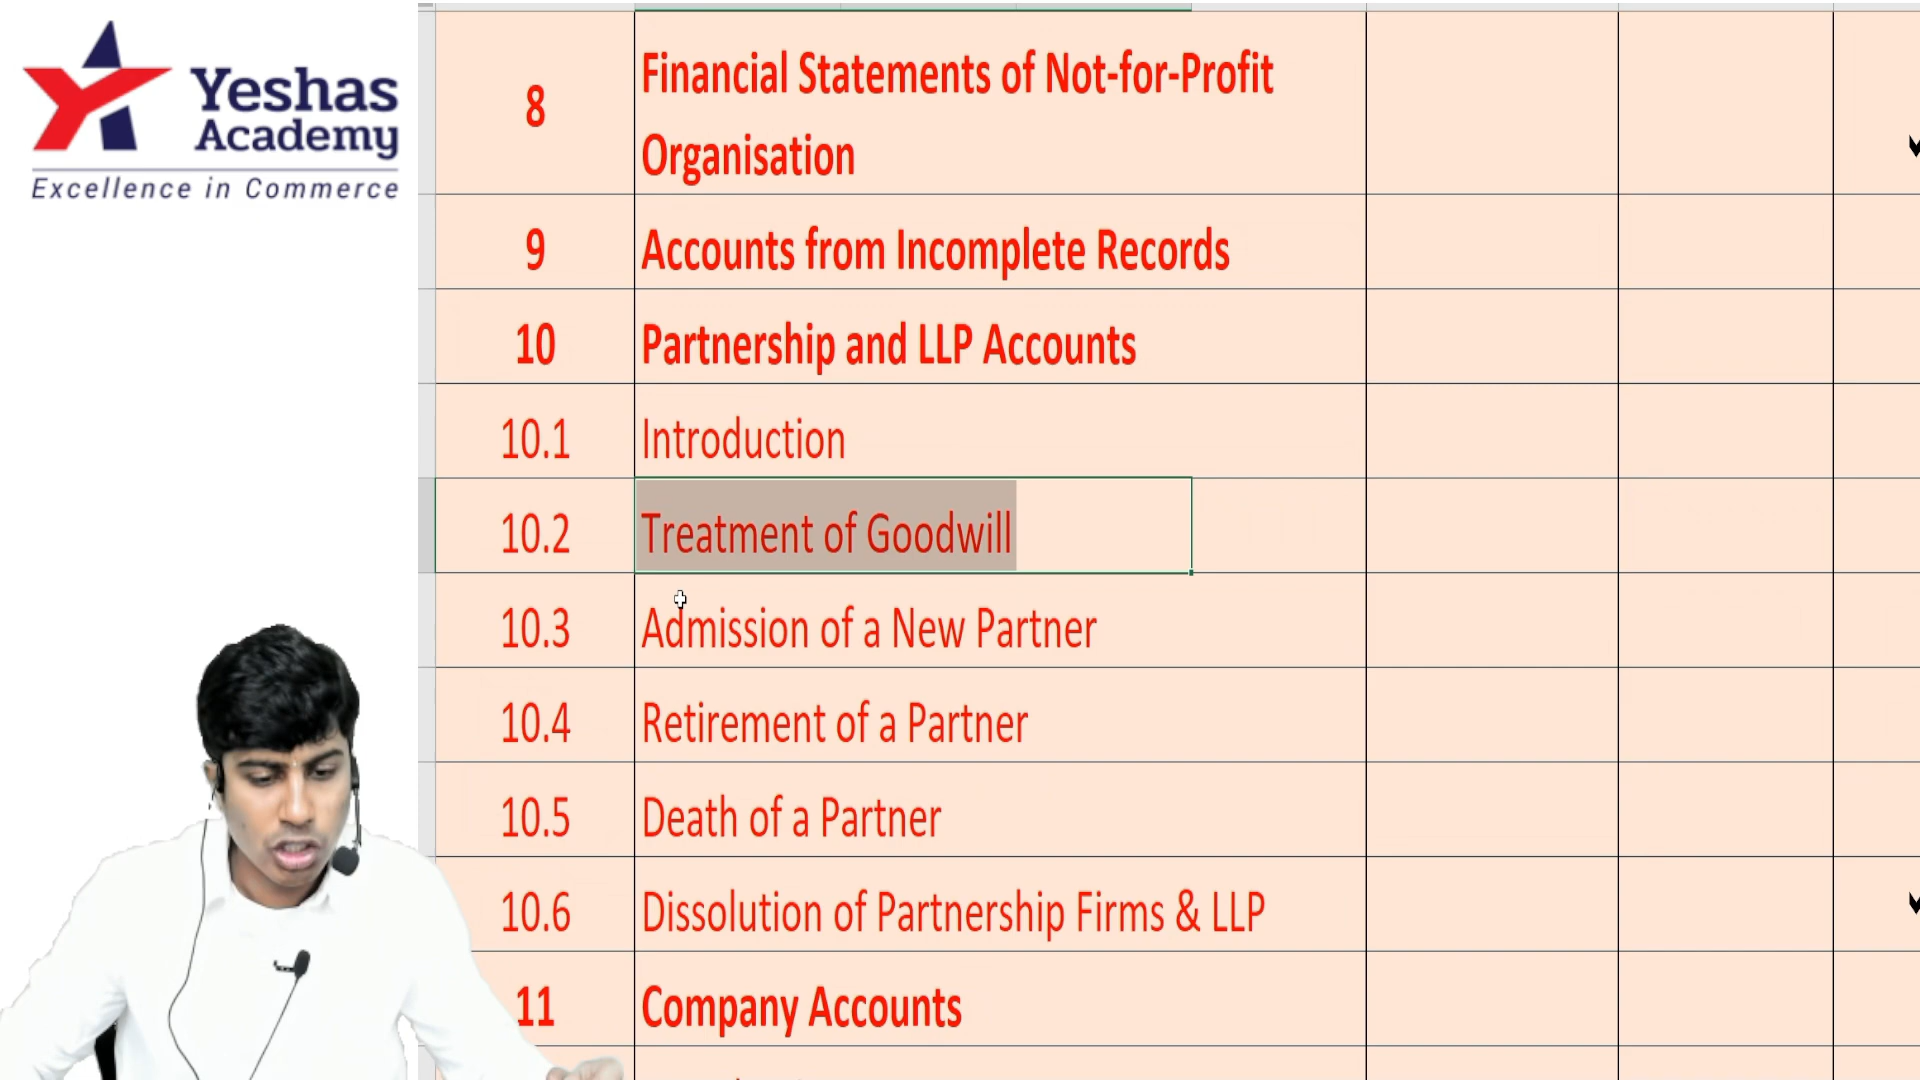 Yeshas
Academy
Excellence in Commerce
8 Financial Statements of Not-for-Profit
Organisation
9 Accounts from Incomplete Records
10 Partnership and LLP Accounts
10.1 Introduction
10.2 Treatment of Goodwill
10.3 Admission of a New Partner
10.4 Retirement of a Partner
10.5 Death of a Partner
10.6 Dissolution of Partnership Firms & LLP
11 Company Accounts